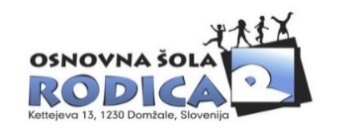 OSNOVNA ŠOLA
RODICA
Kettejeva 13, 1230 Domžale, Slovenija